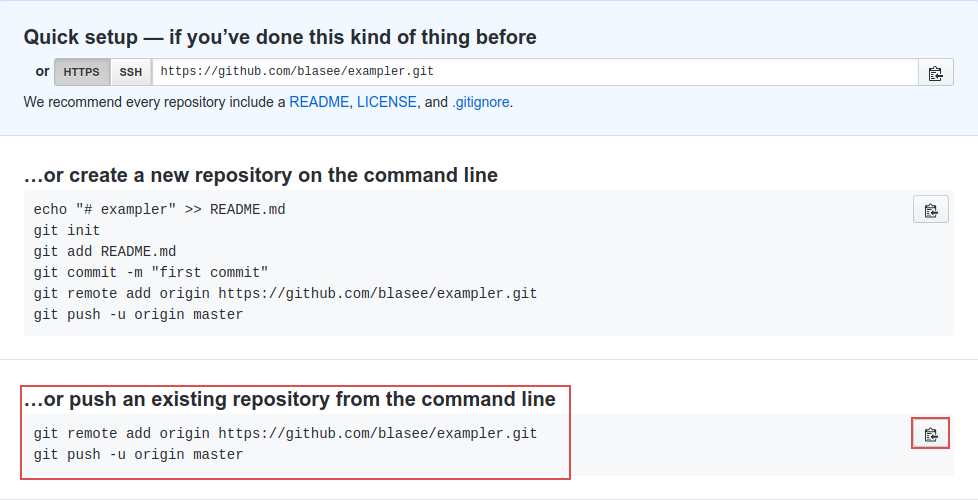 Quick setup — if you’ve done this kind of thing before
or HTTPS SSH https://github.com/blasee/exampler.git
We recommend every repository include a README, LICENSE, and .gitignore.
…or create a new repository on the command line
echo "# exampler" >> README.md
git init
git add README.md
git commit -m "first commit"
git remote add origin https://github.com/blasee/exampler.git
git push -u origin master
…or push an existing repository from the command line
git remote add origin https://github.com/blasee/exampler.git
git push -u origin master